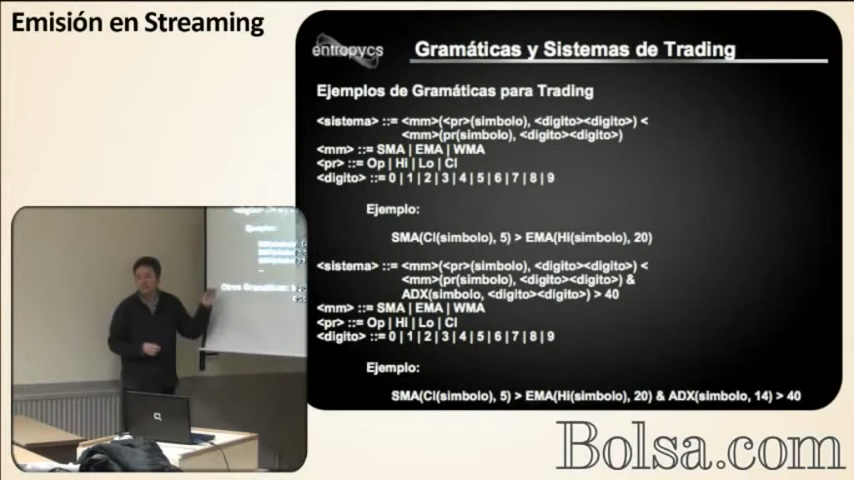 Emisión en Streaming
entropycs
Gramáticas y Sistemas de Trading
Ejemplos de Gramáticas para Trading
<sistema> ::= <mm>(<pr>(simbolo), <digito><digito>) <
<mm>(pr(simbolo), <digito><digito>)
<mm> ::= SMA | EMA | WMA
<pr> ::= Op | Hi | Lo | Cl
<digito> ::= 0 | 1 | 2 | 3 | 4 | 5 | 6 | 7 | 8 | 9
Ejemplo:
SMA(Cl(simbolo), 5) > EMA(Hi(simbolo), 20)
<sistema> ::= <mm>(<pr>(simbolo), <digito><digito>) <
<mm>(pr(simbolo), <digito><digito>) &
ADX(simbolo, <digito><digito>) > 40
<mm> ::= SMA | EMA | WMA
<pr> ::= Op | Hi | Lo | Cl
<digito> ::= 0 | 1 | 2 | 3 | 4 | 5 | 6 | 7 | 8 | 9
Ejemplo:
SMA(Cl(simbolo), 5) > EMA(Hi(simbolo), 20) & ADX(simbolo, 14) > 40
Otras Gramáticas:
Bolsa.com